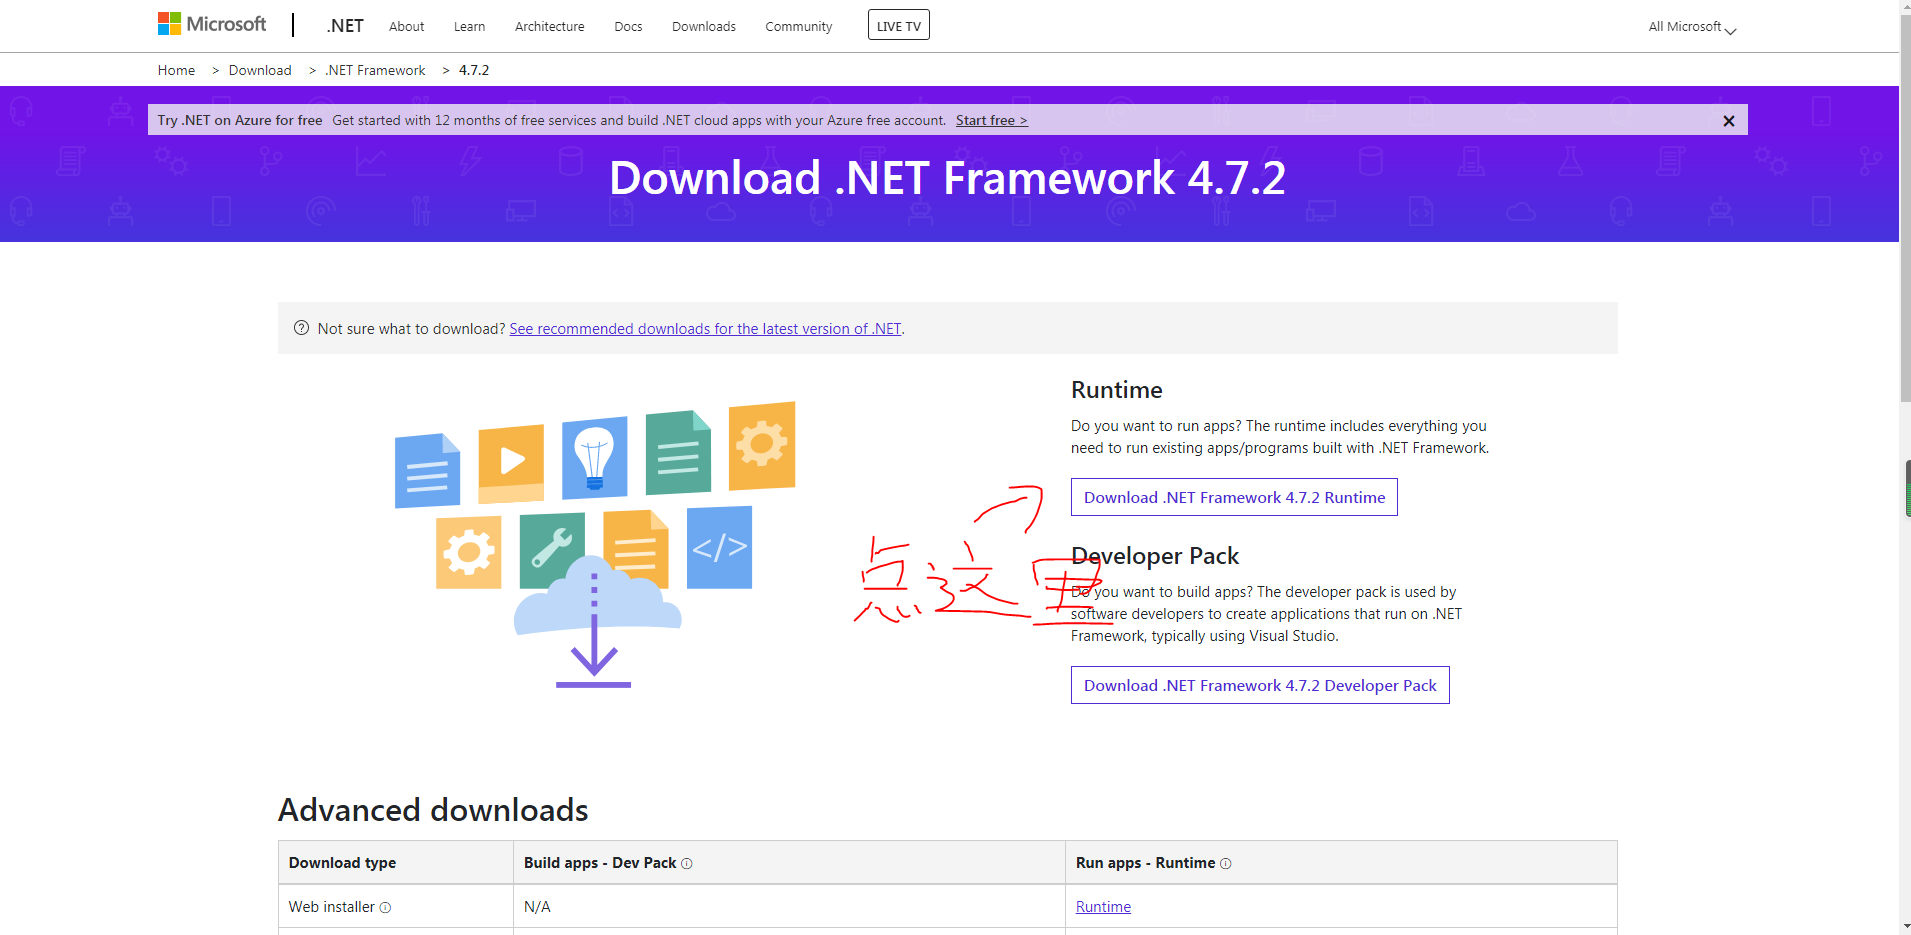 Microsoft | .NET About Learn Architecture Docs Downloads Community LIVE TV All Microsoft
Home > Download > .NET Framework > 4.7.2
Try .NET on Azure for free Get started with 12 months of free services and build .NET cloud apps with your Azure free account. Start free >
Download .NET Framework 4.7.2
Not sure what to download? See recommended downloads for the latest version of .NET.
Runtime
Do you want to run apps? The runtime includes everything you
need to run existing apps/programs built with .NET Framework.
Download .NET Framework 4.7.2 Runtime
点这里
Developer Pack
Do you want to build apps? The developer pack is used by
software developers to create applications that run on .NET
Framework, typically using Visual Studio.
Download .NET Framework 4.7.2 Developer Pack
Advanced downloads
Download type Build apps - Dev Pack Run apps - Runtime
Web installer N/A Runtime